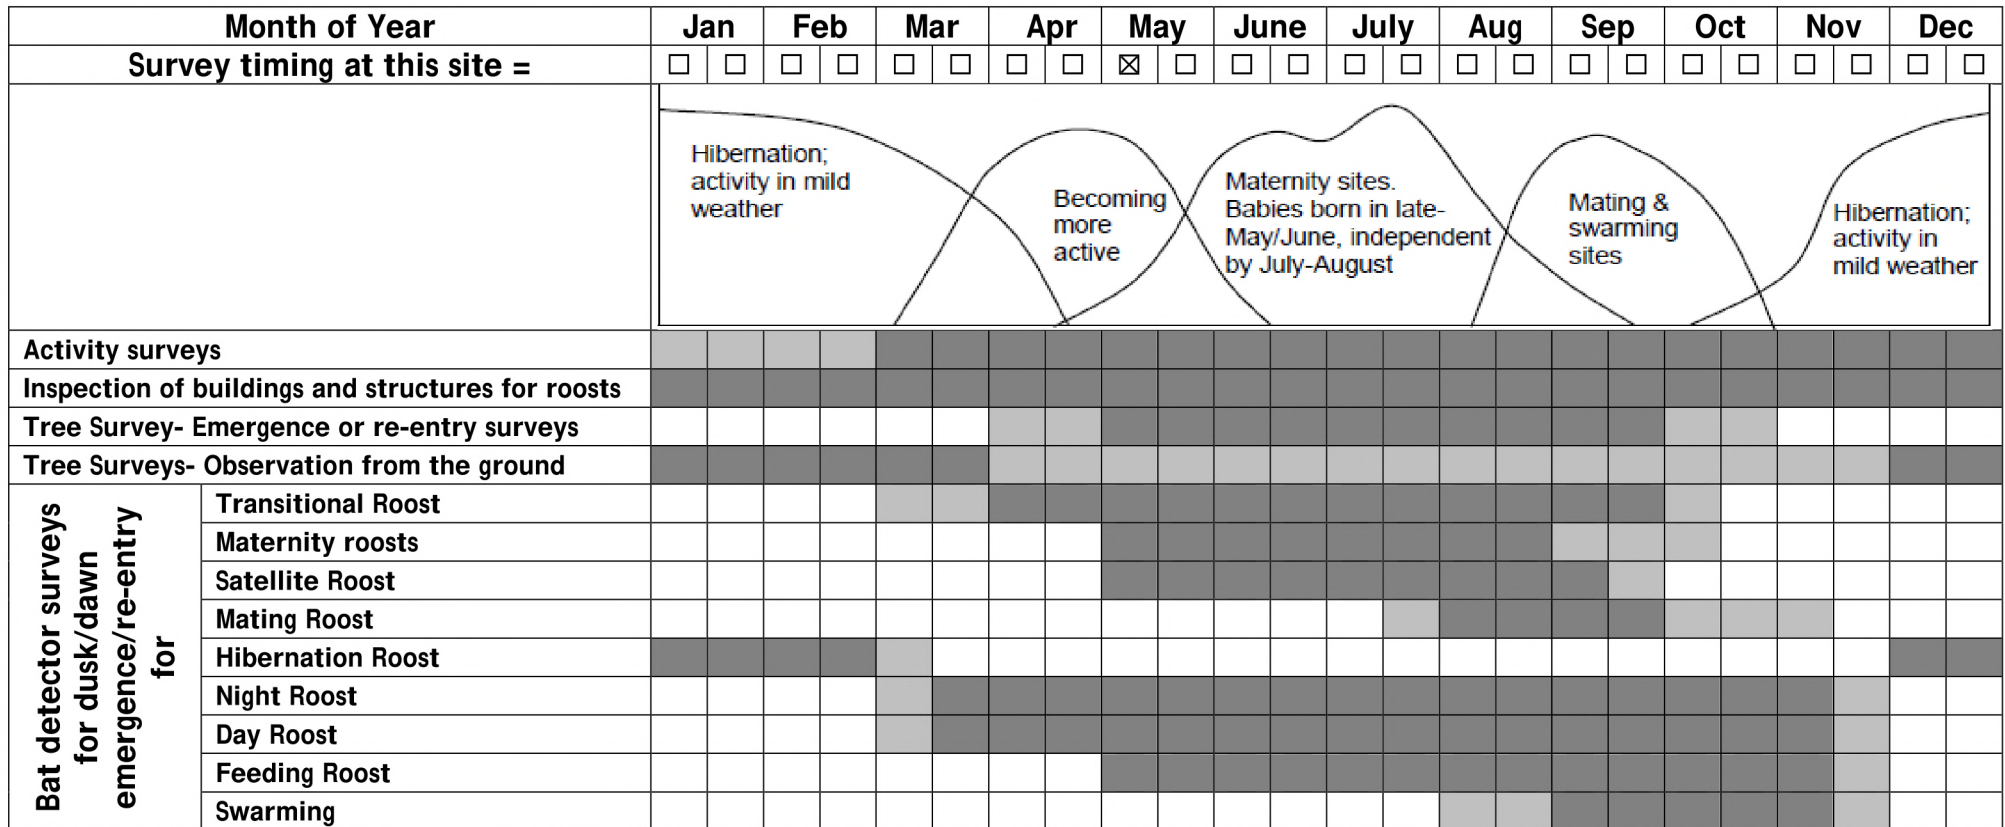 Month of Year Jan Feb Mar Apr May June July Aug Sep Oct Nov Dec
Survey timing at this site = ☐ ☐ ☐ ☐ ☐ ☐ ☐ ☐ ☒ ☐ ☐ ☐ ☐ ☐ ☐ ☐ ☐ ☐ ☐ ☐ ☐ ☐ ☐ ☐
Hibernation;
activity in mild
weather
Becoming
more
active
Maternity sites.
Babies born in late-
May/June, independent
by July-August
Mating &
swarming
sites
Hibernation;
activity in
mild weather
Activity surveys
Inspection of buildings and structures for roosts
Tree Survey- Emergence or re-entry surveys
Tree Surveys- Observation from the ground
Bat detector surveys
for dusk/dawn
emergence/re-entry
for
Transitional Roost
Maternity roosts
Satellite Roost
Mating Roost
Hibernation Roost
Night Roost
Day Roost
Feeding Roost
Swarming